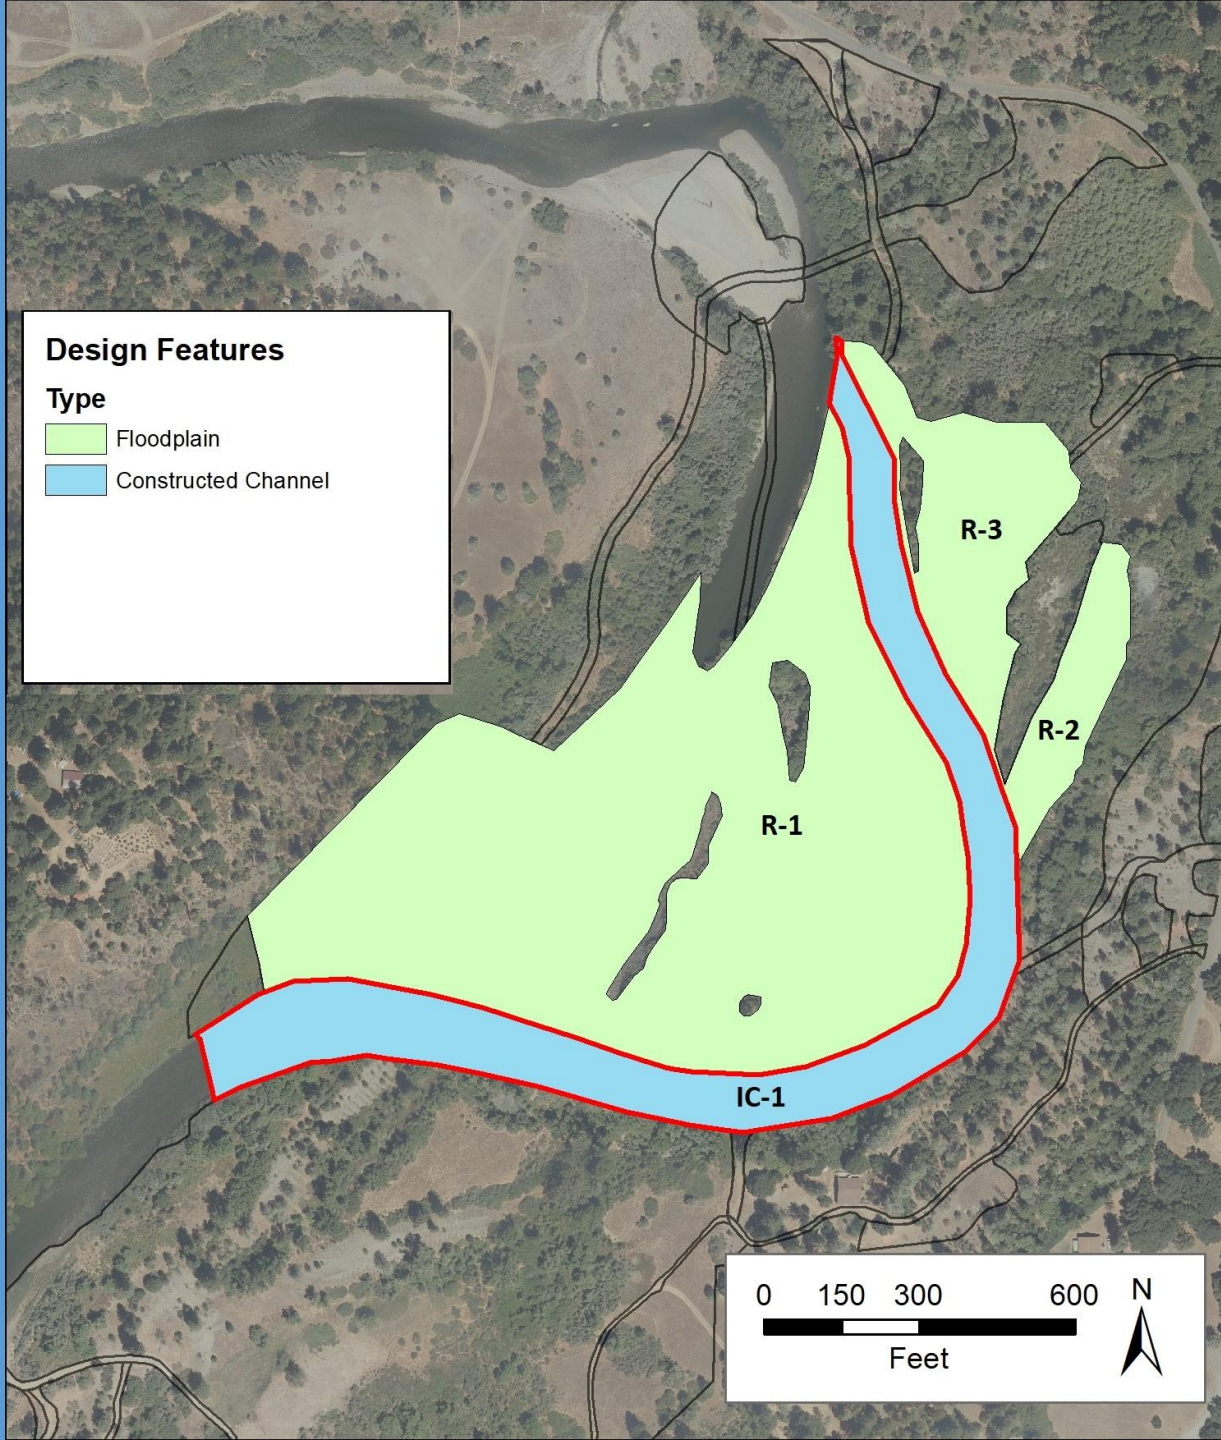 Design Features
Type
Floodplain
Constructed Channel
R-3
R-2
R-1
IC-1
0 150 300 600
Feet
N